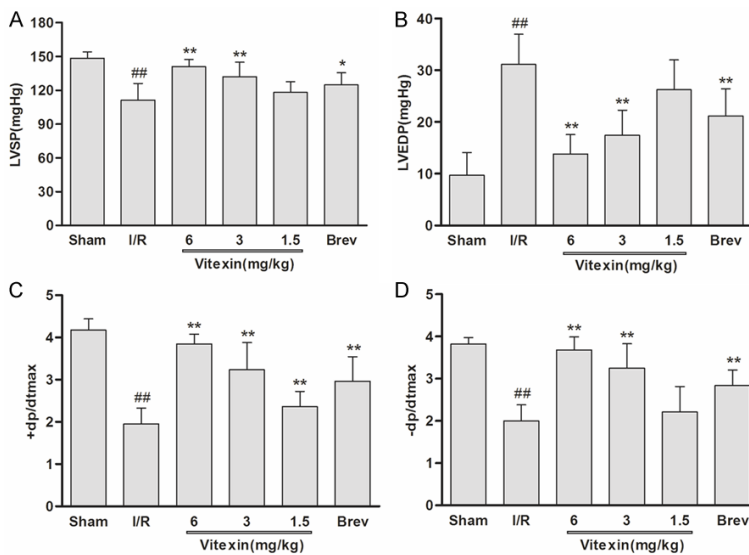 A
LVSP(mgHg)
180
150
120
90
60
30
0
##
**
**
*
Sham I/R 6 3 1.5 Brev
Vitexin(mg/kg)
B
LVEDP(mgHg)
40
30
20
10
0
##
**
**
**
Sham I/R 6 3 1.5 Brev
Vitexin(mg/kg)
C
+dp/dtmax
5
4
3
2
1
0
##
**
**
**
**
Sham I/R 6 3 1.5 Brev
Vitexin(mg/kg)
D
-dp/dtmax
5
4
3
2
1
0
##
**
**
**
Sham I/R 6 3 1.5 Brev
Vitexin(mg/kg)